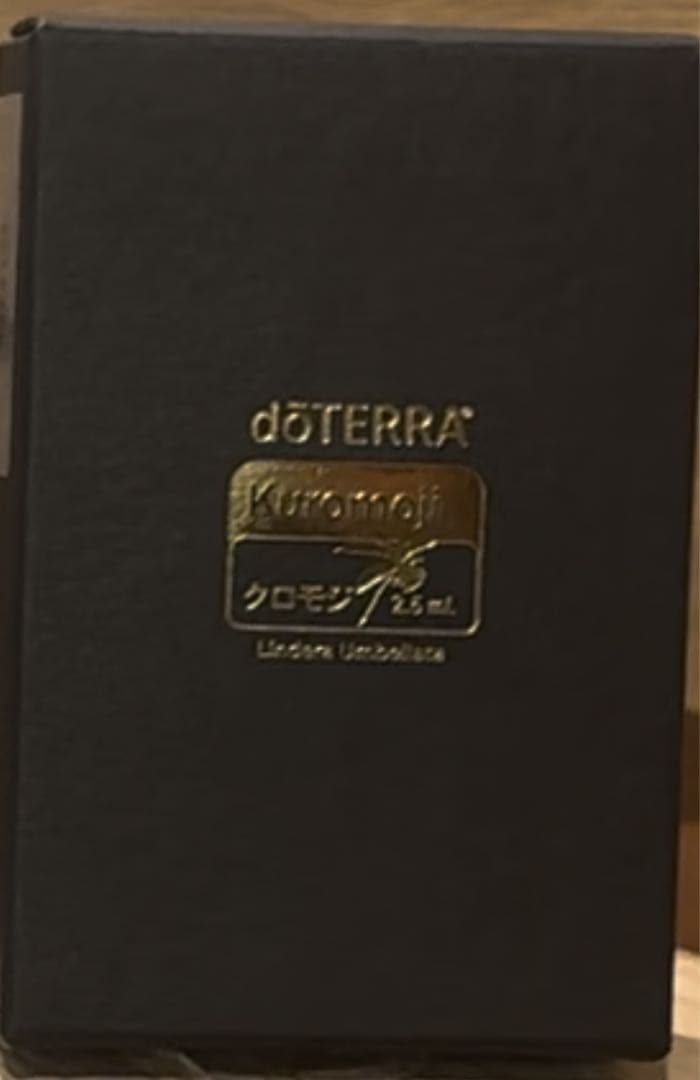 dōTERRA®
Kuromoji
クロモジ 2.5 mL
Lindera Umbellata